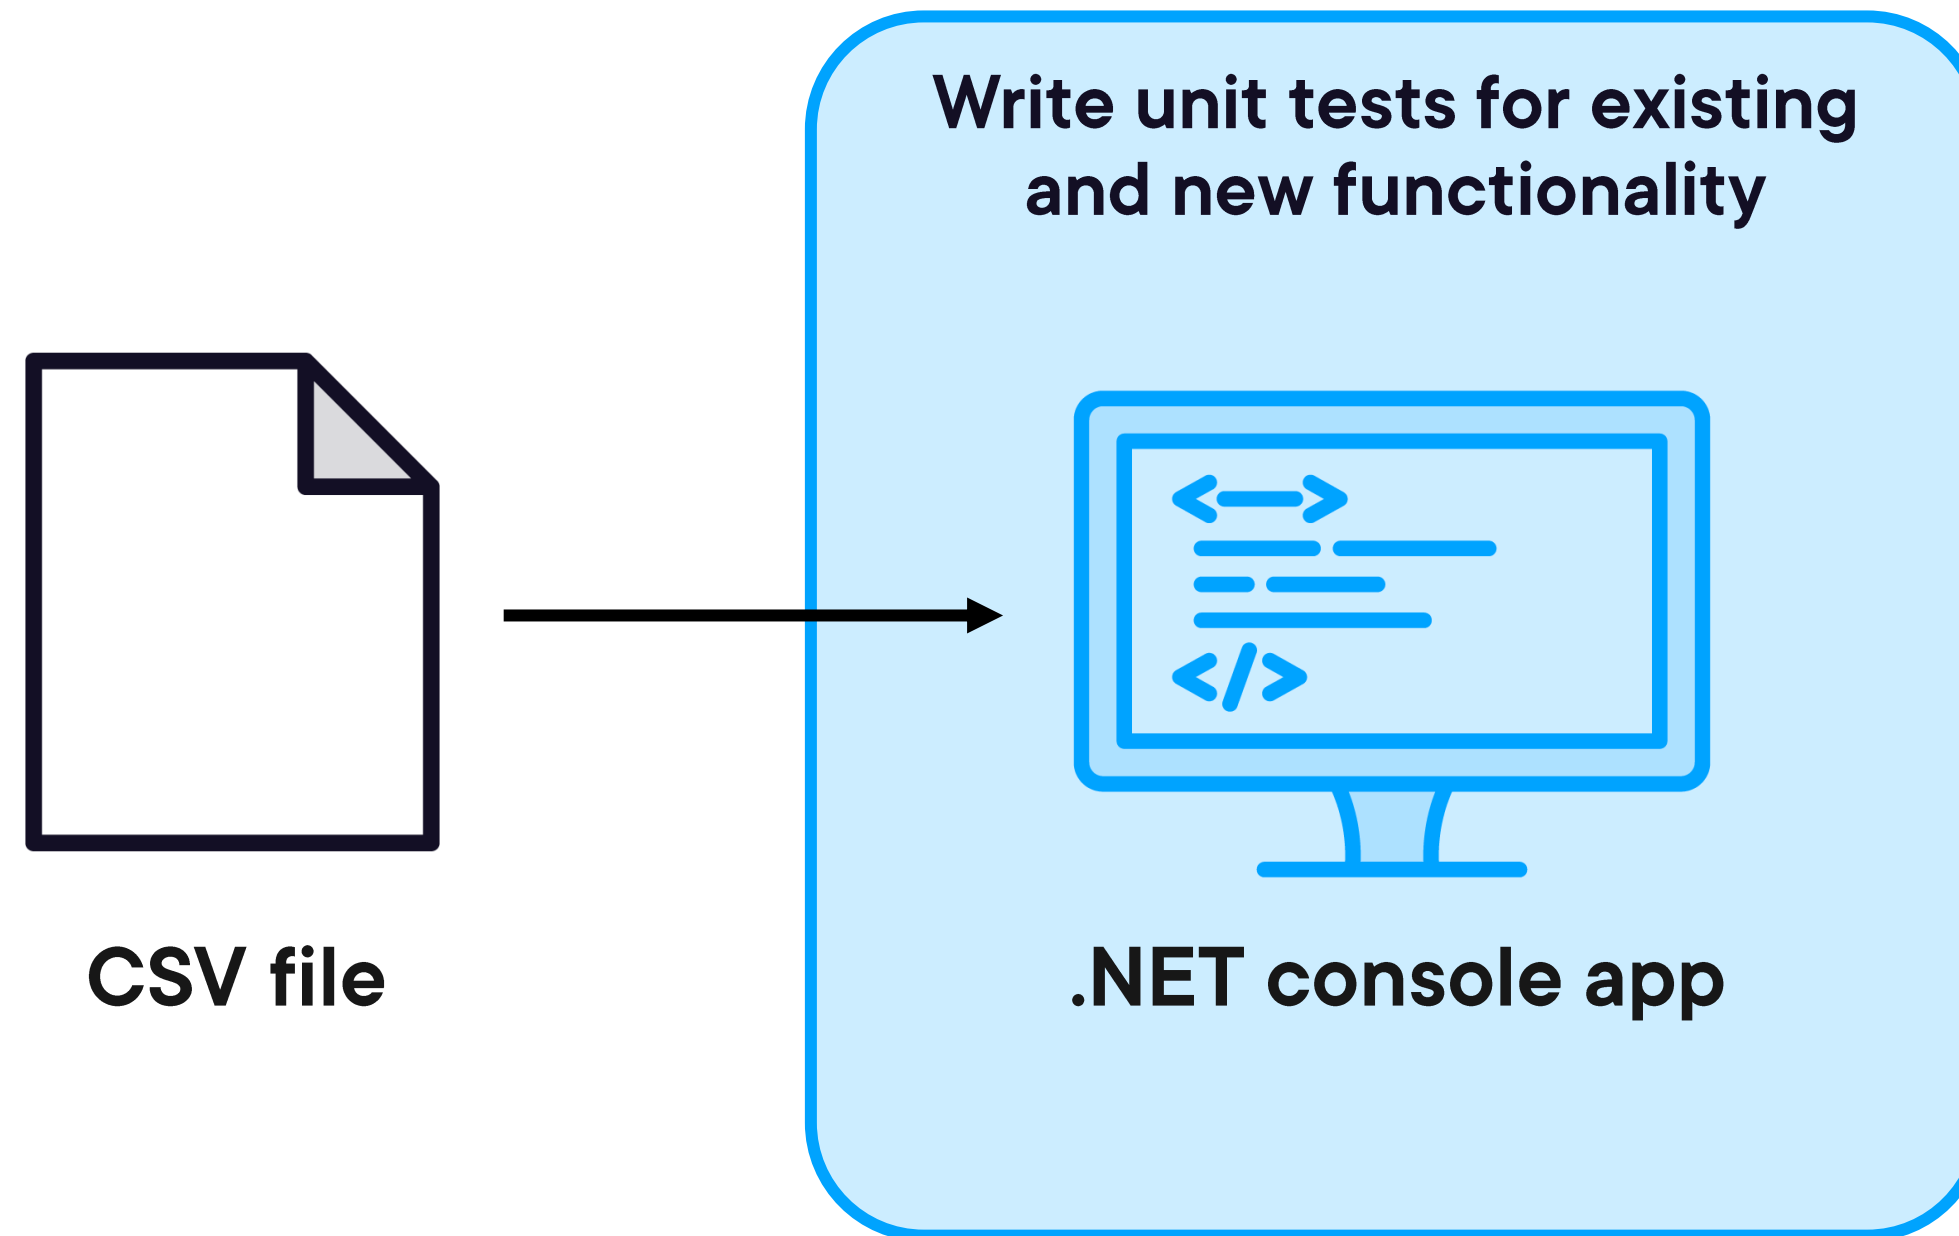 Write unit tests for existing
and new functionality
CSV file
.NET console app